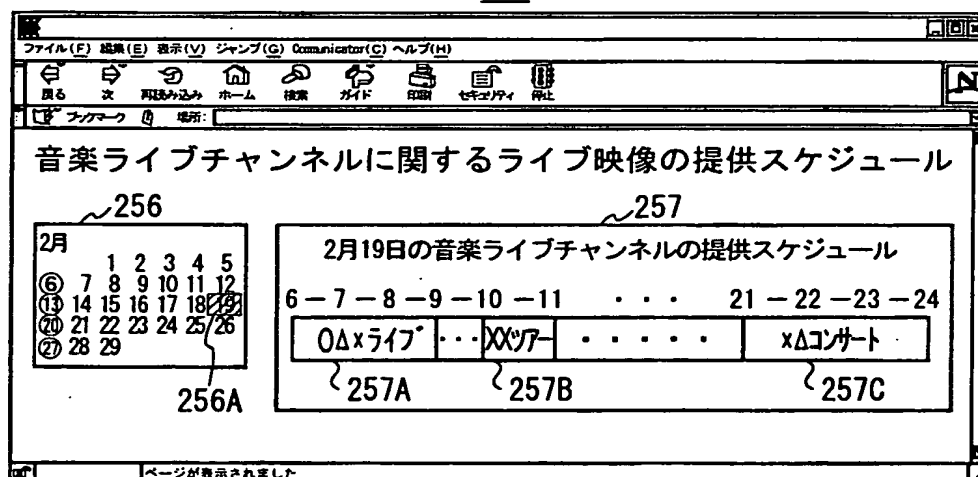 ファイル(F) 編集(E) 表示(V) ジャンプ(G) Communicator(C) ヘルプ(H)
戻る 次 再読み込み ホーム 検索 ガイド 印刷 セキュリティ 停止
ブックマーク 場所:
音楽ライブチャンネルに関するライブ映像の提供スケジュール
256
257
2月
1 2 3 4 5
⑥ 7 8 9 10 11 12
⑬ 14 15 16 17 18 19
⑳ 21 22 23 24 25 26
㉗ 28 29
256A
2月19日の音楽ライブチャンネルの提供スケジュール
6 − 7 − 8 − 9 − 10 − 11 ・・・ 21 − 22 − 23 − 24
○△×ライブ ・・・ XXツアー ・・・・・ ×△コンサート
257A 257B 257C
ページが表示されました